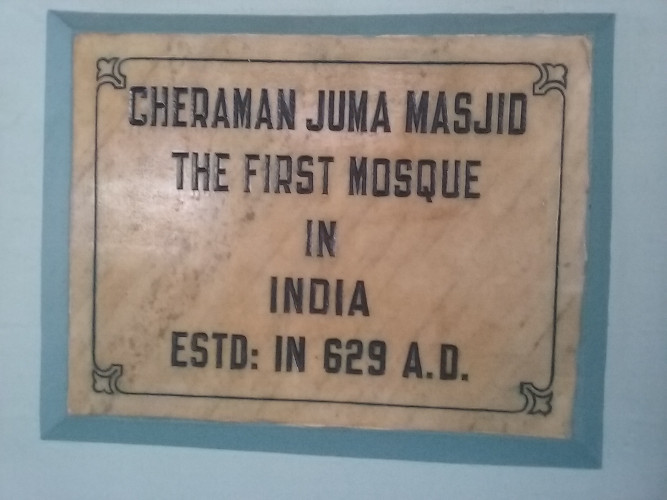 CHERAMAN JUMA MASJID
THE FIRST MOSQUE
IN
INDIA
ESTD: IN 629 A.D.